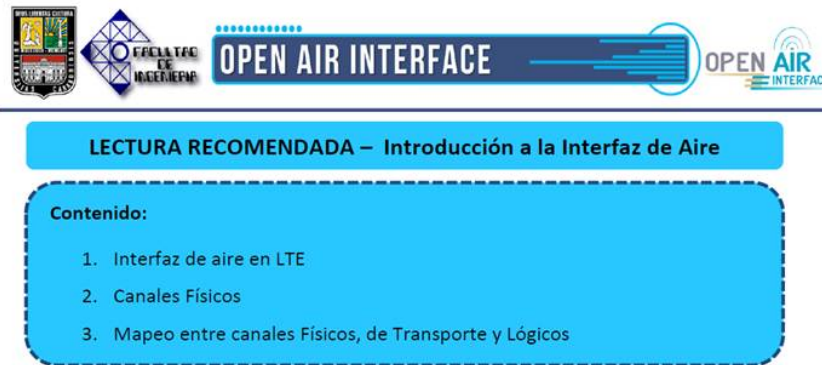 FACULTAD
DE
INGENIERIA
OPEN AIR INTERFACE
OPEN AIR
INTERFAC
LECTURA RECOMENDADA – Introducción a la Interfaz de Aire
Contenido:
1. Interfaz de aire en LTE
2. Canales Físicos
3. Mapeo entre canales Físicos, de Transporte y Lógicos